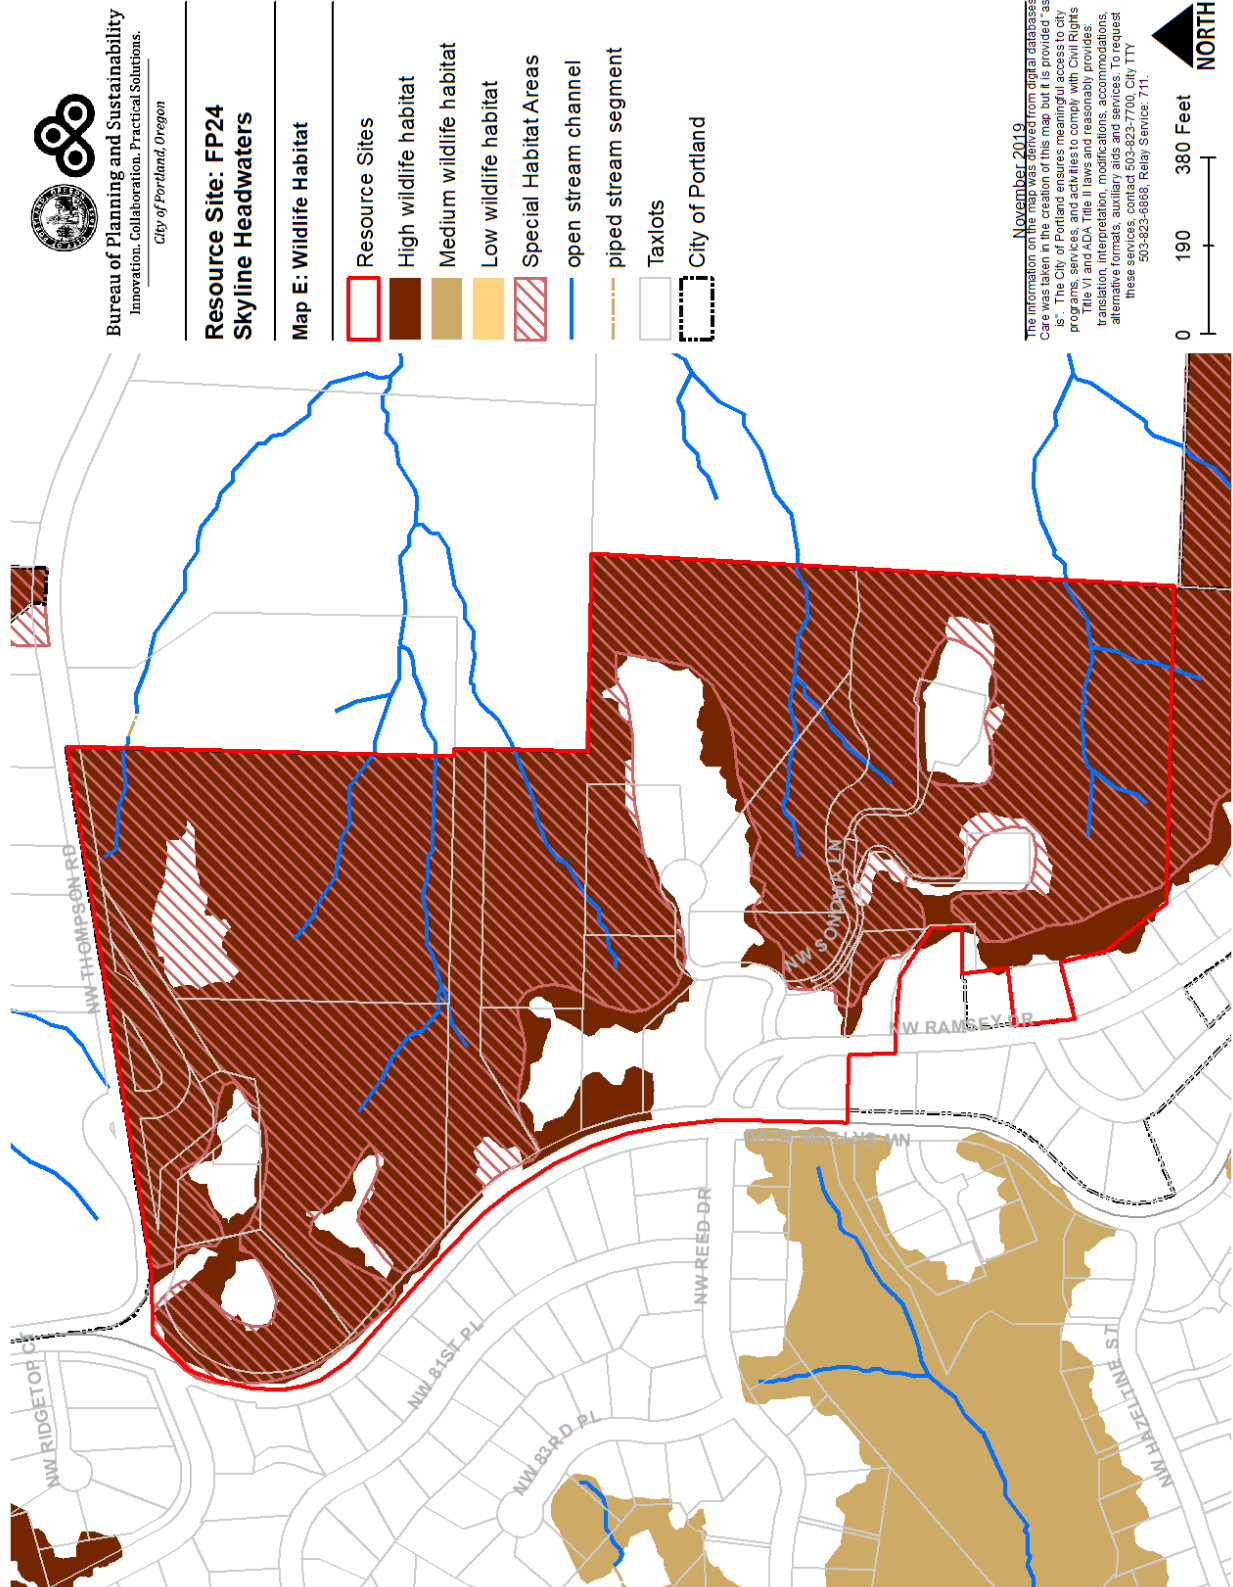 Bureau of Planning and Sustainability
Innovation. Collaboration. Practical Solutions.
City of Portland, Oregon
Resource Site: FP24
Skyline Headwaters
Map E: Wildlife Habitat
Resource Sites
High wildlife habitat
Medium wildlife habitat
Low wildlife habitat
Special Habitat Areas
open stream channel
piped stream segment
Taxlots
City of Portland
November 2019
The information on the map was derived from digital databases
Care was taken in the creation of this map but it is provided "as
is". The City of Portland ensures meaningful access to city
programs, services, and activities to comply with Civil Rights
Title VI and ADA Title II laws and reasonably provides:
translation, interpretation, modifications, accommodations,
alternative formats, auxiliary aids and services. To request
these services, contact 503-823-7700, City TTY
503-823-6868, Relay Service: 711.
0 190 380 Feet
NORTH
NW THOMPSON RD
NW SONOMA LN
NW RAMSEY DR
NW SKYLINE BLVD
NW REED DR
NW 81ST PL
NW 83RD PL
NW RIDGETOP CT
NW HAZELTINE ST